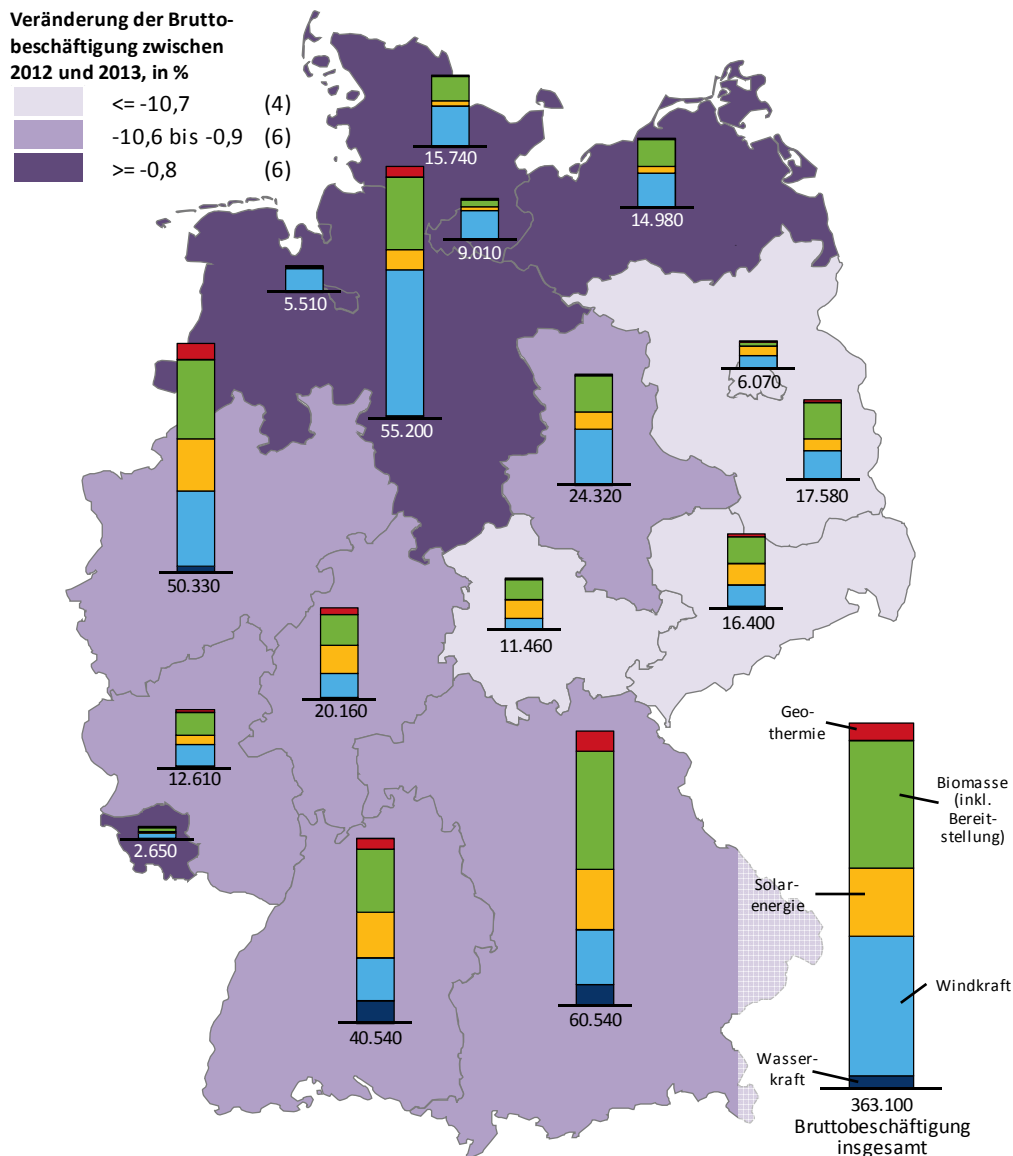 Veränderung der Brutto-
beschäftigung zwischen
2012 und 2013, in %
<= -10,7 (4)
-10,6 bis -0,9 (6)
>= -0,8 (6)
15.740
14.980
9.010
5.510
55.200
6.070
24.320
17.580
50.330
11.460
16.400
20.160
12.610
2.650
40.540
60.540
Geo-
thermie
Biomasse
(inkl.
Bereit-
stellung)
Solar-
energie
Windkraft
Wasser-
kraft
363.100
Bruttobeschäftigung
insgesamt